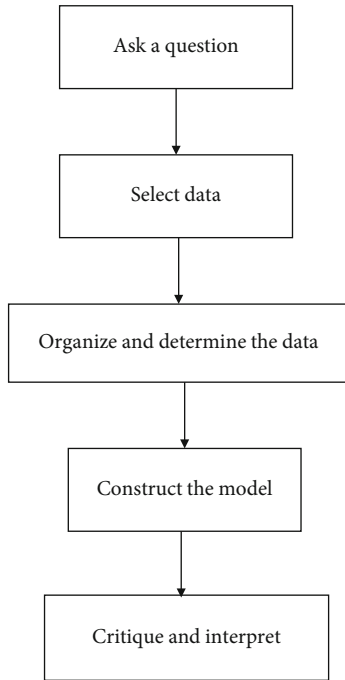 Ask a question
Select data
Organize and determine the data
Construct the model
Critique and interpret